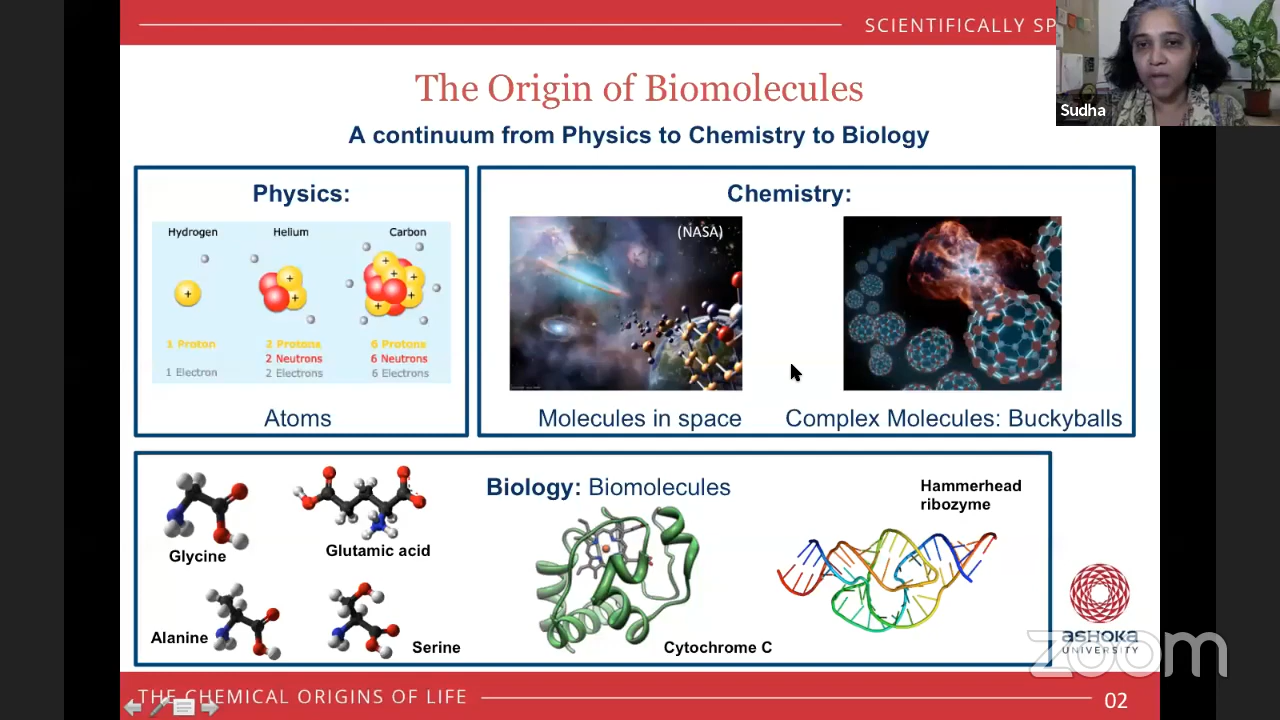 SCIENTIFICALLY SP
Sudha
The Origin of Biomolecules
A continuum from Physics to Chemistry to Biology
Physics:
Hydrogen Helium Carbon
+ + + + + + + + +
1 Proton 2 Protons 6 Protons
2 Neutrons 6 Neutrons
1 Electron 2 Electrons 6 Electrons
Atoms
Chemistry:
(NASA)
Molecules in space
Complex Molecules: Buckyballs
Biology: Biomolecules
Glycine
Glutamic acid
Alanine
Serine
Cytochrome C
Hammerhead
ribozyme
ASHOKA
UNIVERSITY
zoom
THE CHEMICAL ORIGINS OF LIFE
02